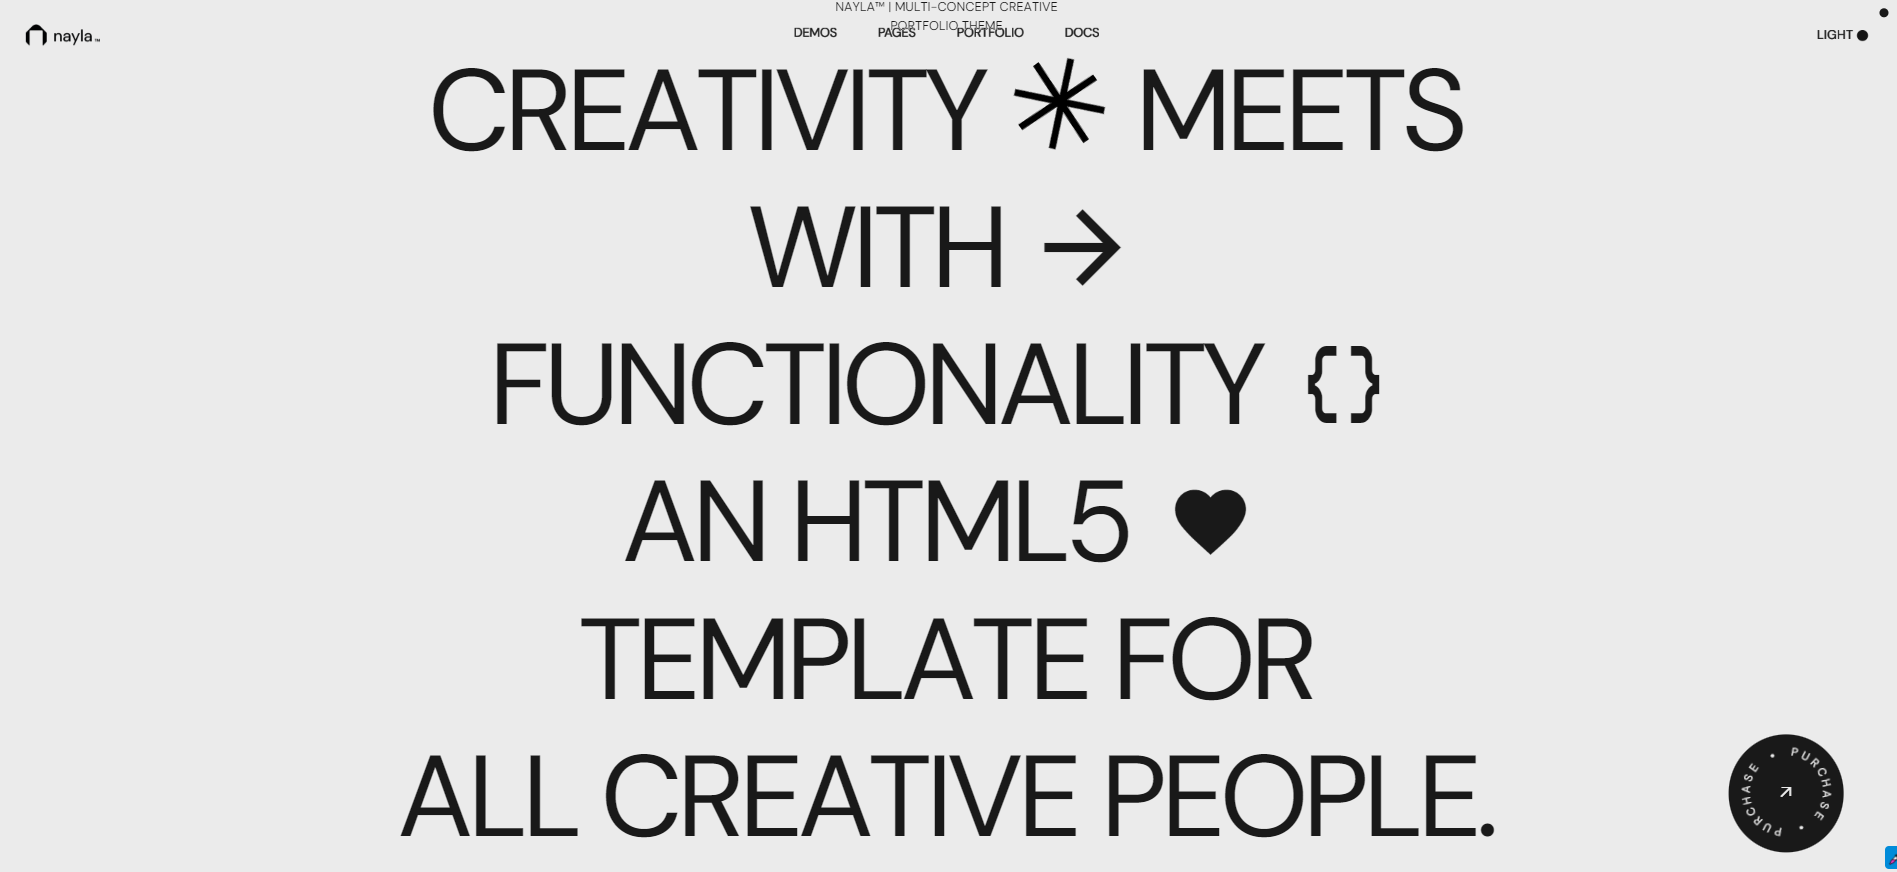 NAYLA™ | MULTI-CONCEPT CREATIVE
PORTFOLIO THEME
nayla™
DEMOS PAGES PORTFOLIO DOCS
LIGHT
CREATIVITY MEETS
WITH →
FUNCTIONALITY {}
AN HTML5 ♥
TEMPLATE FOR
ALL CREATIVE PEOPLE.
PURCHASE • PURCHASE •